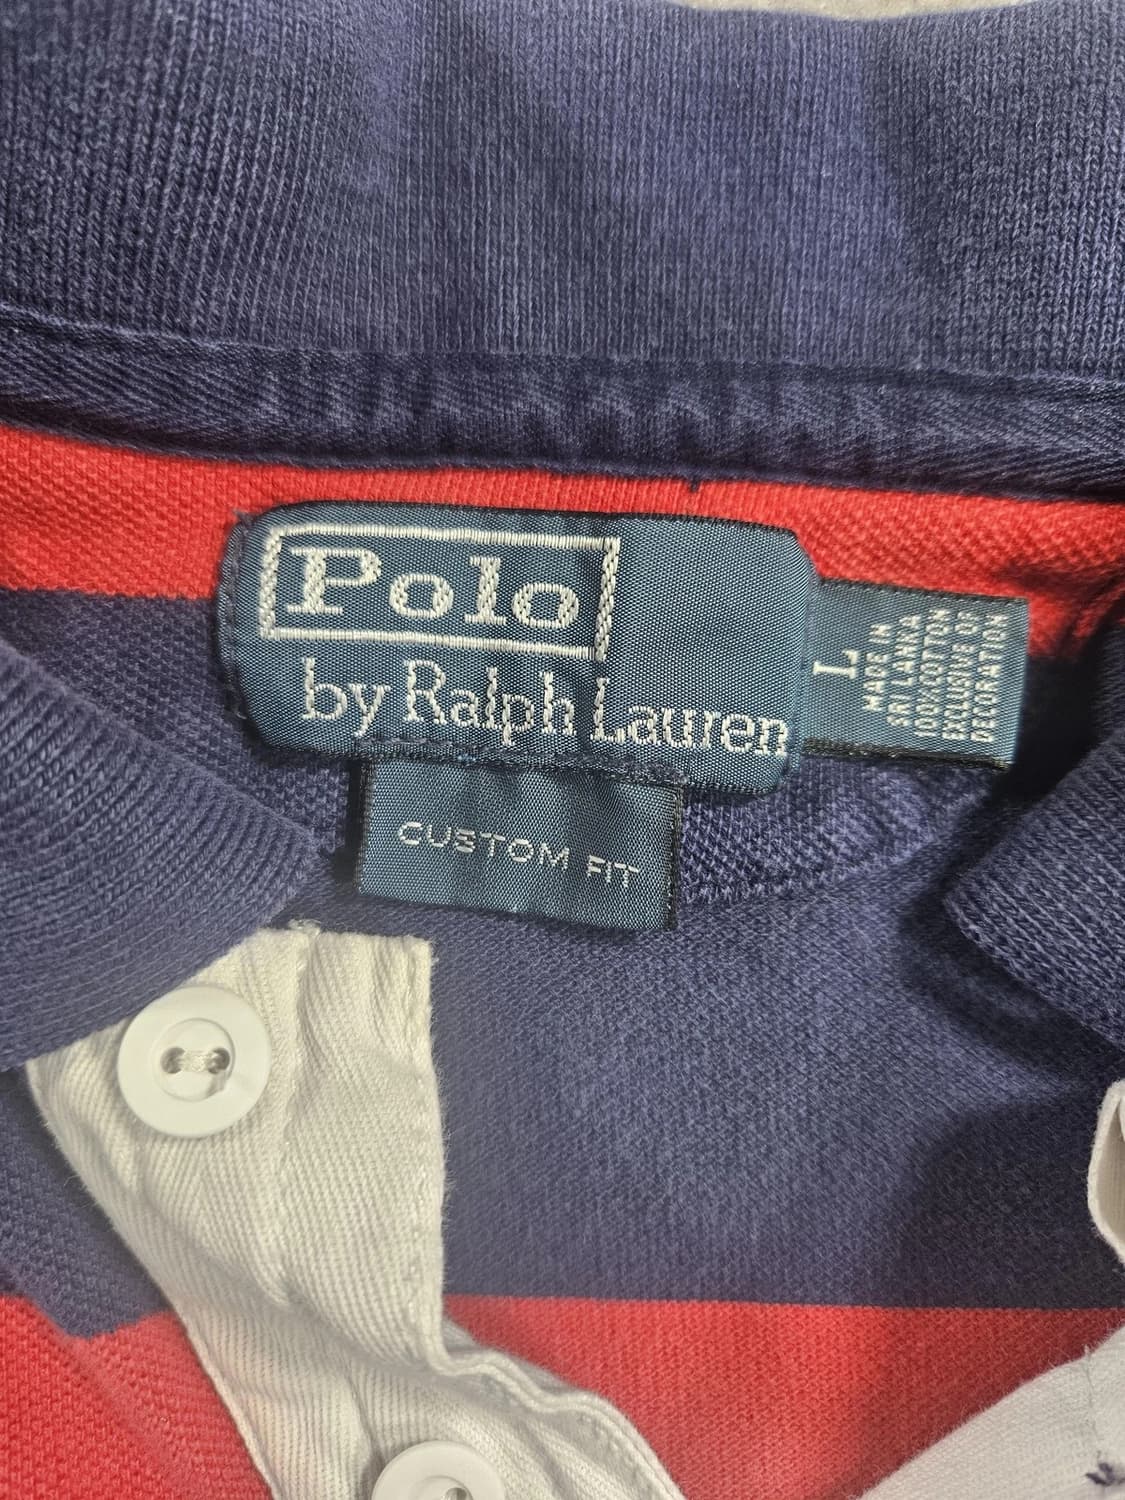 Polo
by Ralph Lauren
CUSTOM FIT
L
MADE IN
SRI LANKA
100%COTTON
EXCLUSIVE OF
DECORATION